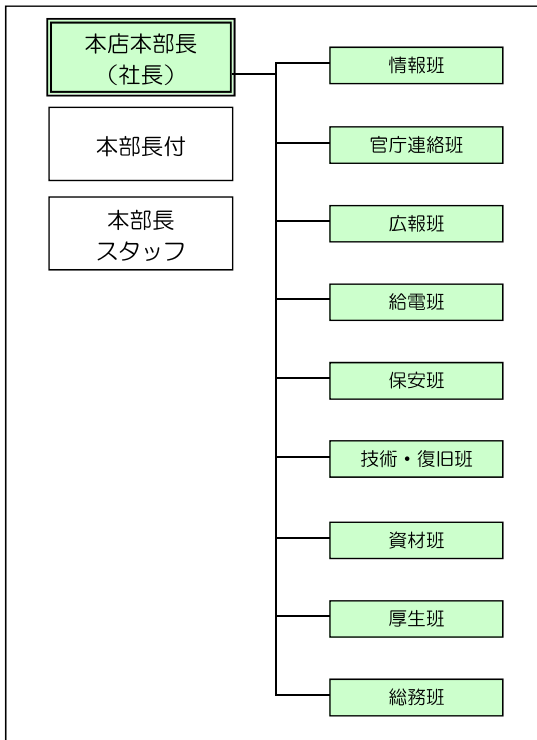 本店本部長
（社長）
本部長付
本部長
スタッフ
情報班
官庁連絡班
広報班
給電班
保安班
技術・復旧班
資材班
厚生班
総務班